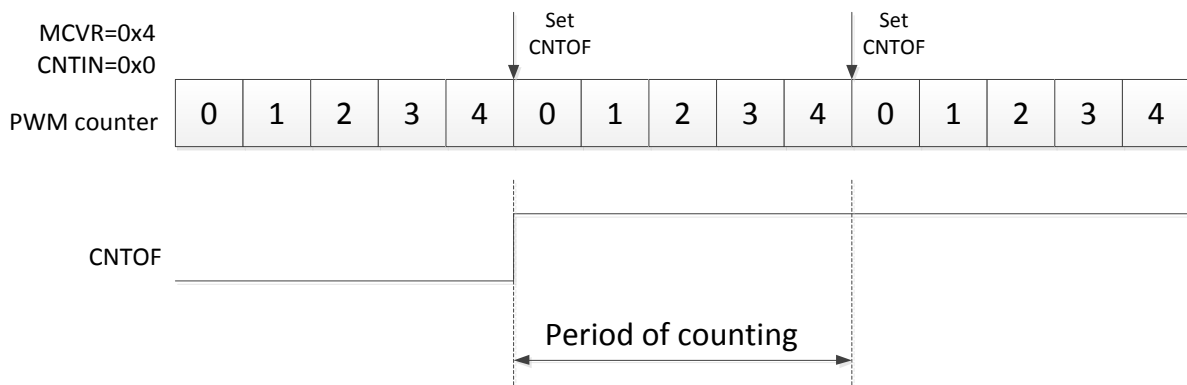 MCVR=0x4
CNTIN=0x0
Set
CNTOF
Set
CNTOF
PWM counter 0 1 2 3 4 0 1 2 3 4 0 1 2 3 4
CNTOF
Period of counting